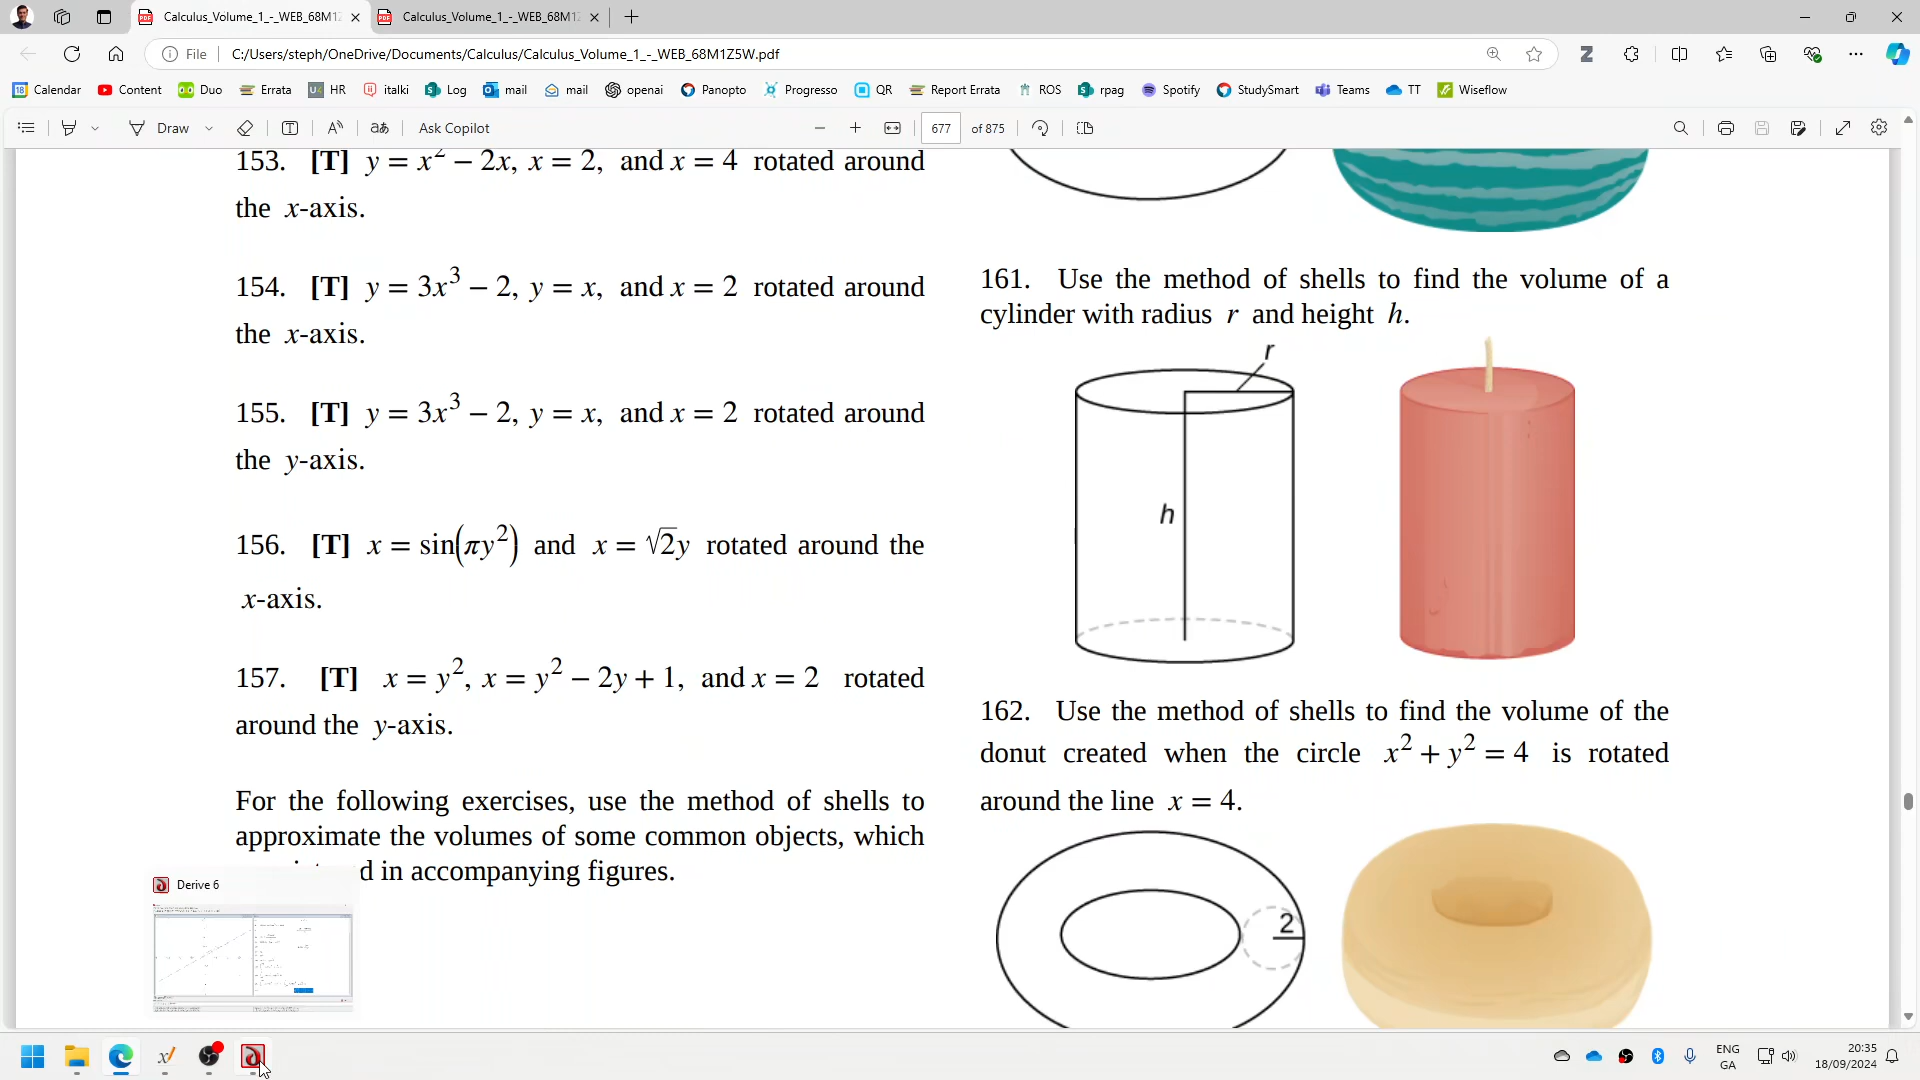 Calculus_Volume_1_-_WEB_68M1Z
Calculus_Volume_1_-_WEB_68M1Z
File
C:/Users/steph/OneDrive/Documents/Calculus/Calculus_Volume_1_-_WEB_68M1Z5W.pdf
Calendar Content Duo Errata HR italki Log mail mail openai Panopto Progresso QR Report Errata ROS rpag Spotify StudySmart Teams TT Wiseflow
Draw Ask Copilot 677 of 875
153. [T] y = x² − 2x, x = 2, and x = 4 rotated around
the x-axis.
154. [T] y = 3x³ − 2, y = x, and x = 2 rotated around
the x-axis.
155. [T] y = 3x³ − 2, y = x, and x = 2 rotated around
the y-axis.
156. [T] x = sin(πy²) and x = √2y rotated around the
x-axis.
157. [T] x = y², x = y² − 2y + 1, and x = 2 rotated
around the y-axis.
For the following exercises, use the method of shells to
approximate the volumes of some common objects, which
d in accompanying figures.
Derive 6
161. Use the method of shells to find the volume of a
cylinder with radius r and height h.
r
h
162. Use the method of shells to find the volume of the
donut created when the circle x² + y² = 4 is rotated
around the line x = 4.
2
ENG
GA
20:35
18/09/2024